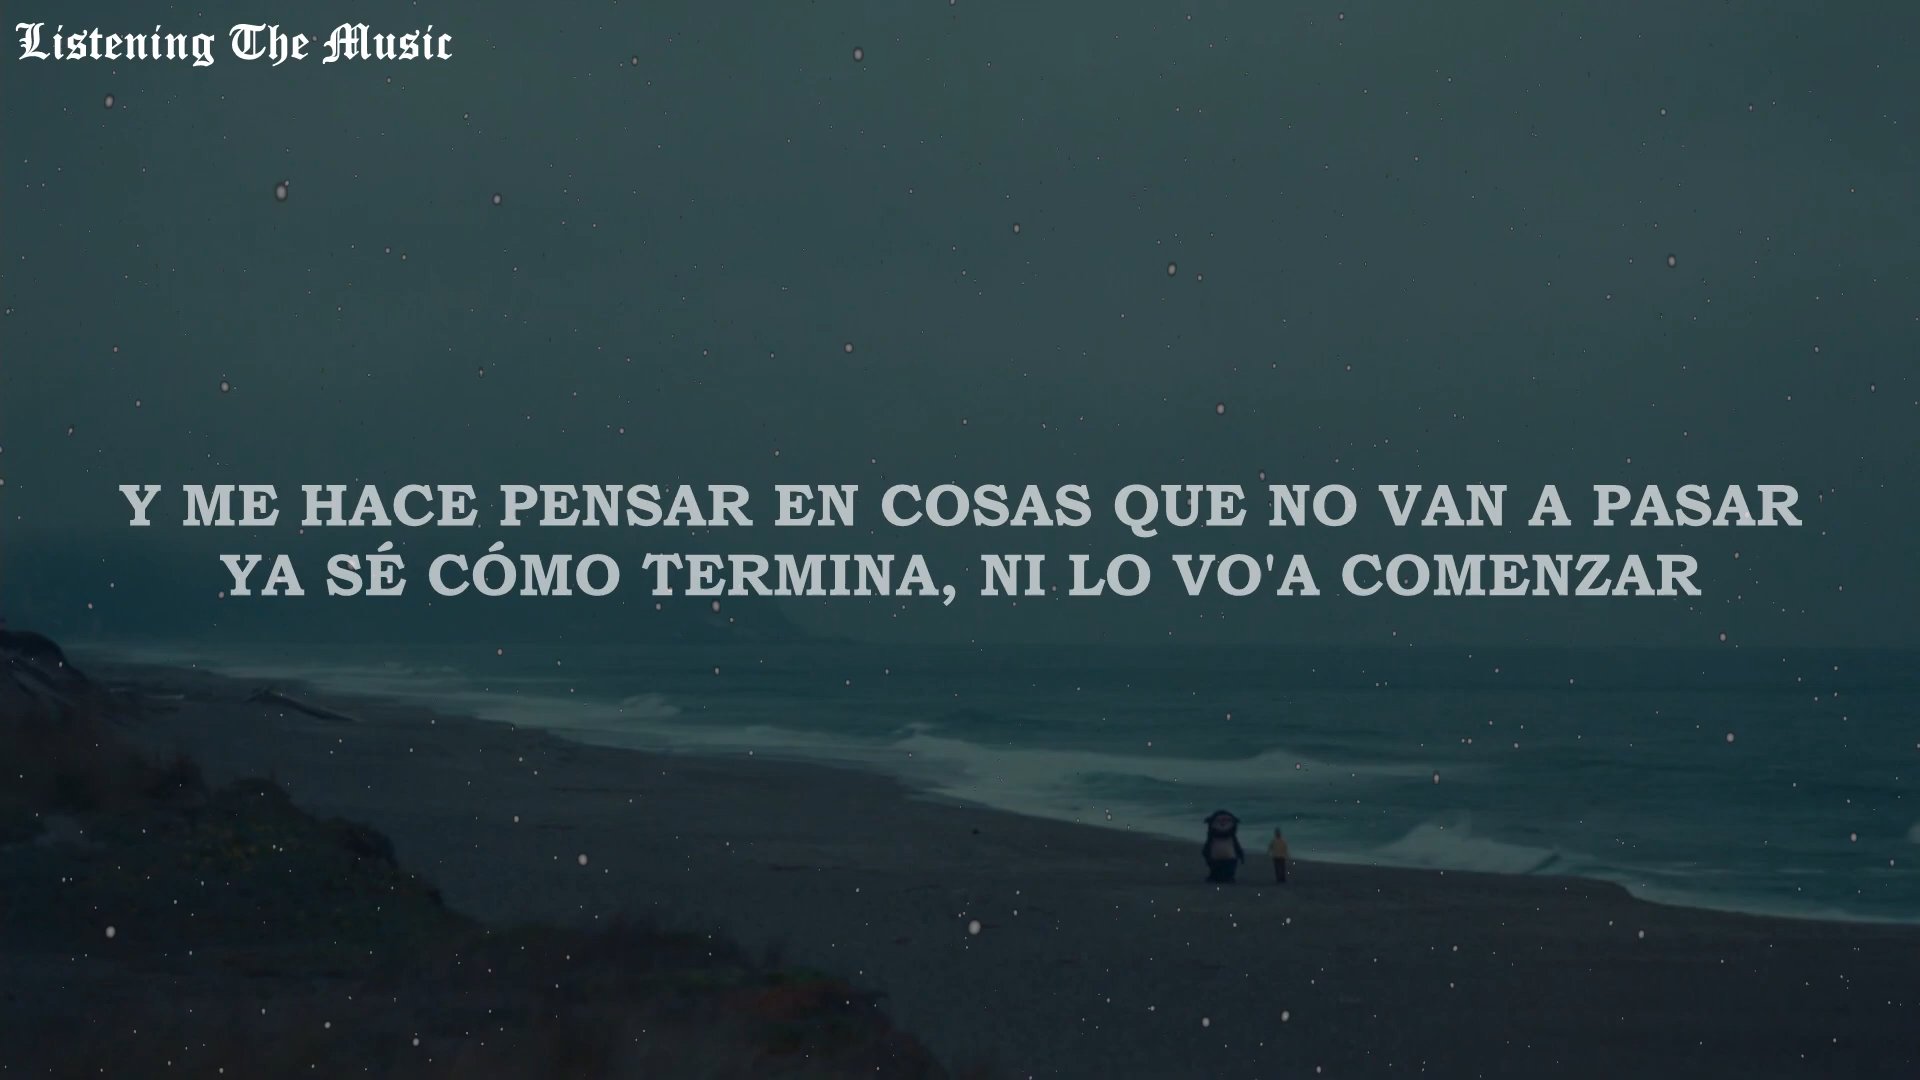 Listening The Music
Y ME HACE PENSAR EN COSAS QUE NO VAN A PASAR
YA SÉ CÓMO TERMINA, NI LO VO'A COMENZAR